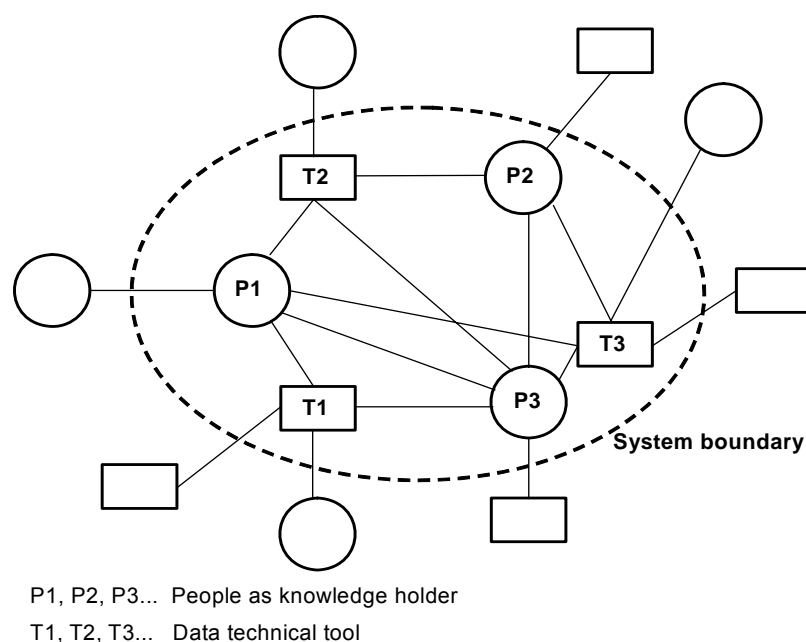 T2
P2
P1
T3
T1
P3
System boundary
P1, P2, P3... People as knowledge holder
T1, T2, T3... Data technical tool